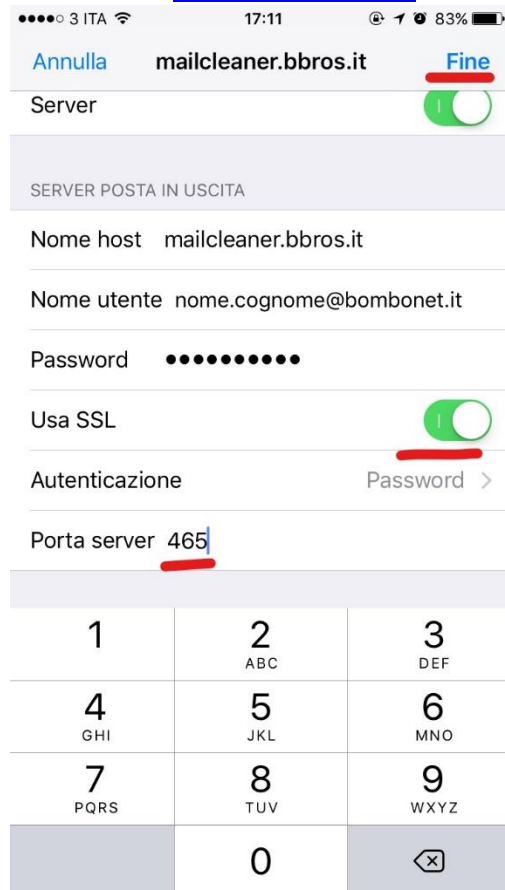 3 ITA 17:11 83%
Annulla mailcleaner.bbros.it Fine
Server
SERVER POSTA IN USCITA
Nome host mailcleaner.bbros.it
Nome utente nome.cognome@bombonet.it
Password ●●●●●●●●●●
Usa SSL
Autenticazione Password >
Porta server 465
1 2 3
ABC DEF
4 5 6
GHI JKL MNO
7 8 9
PQRS TUV WXYZ
0